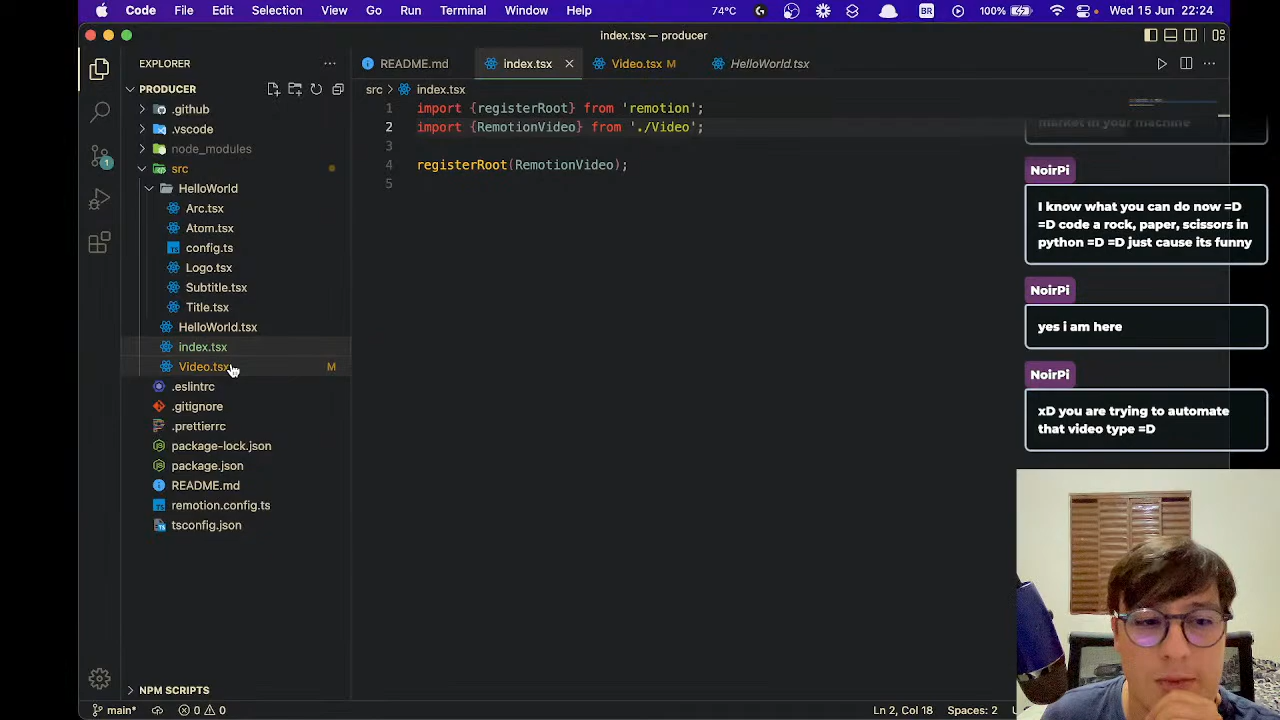 Code File Edit Selection View Go Run Terminal Window Help 74°C BR 100% Wed 15 Jun 22:24
index.tsx — producer
EXPLORER
README.md index.tsx Video.tsx M HelloWorld.tsx
PRODUCER
src > index.tsx
.github
.vscode
node_modules
src
HelloWorld
Arc.tsx
Atom.tsx
config.ts
Logo.tsx
Subtitle.tsx
Title.tsx
HelloWorld.tsx
index.tsx
Video.tsx M
.eslintrc
.gitignore
.prettierrc
package-lock.json
package.json
README.md
remotion.config.ts
tsconfig.json
NPM SCRIPTS
1 import {registerRoot} from 'remotion';
2 import {RemotionVideo} from './Video';
3
4 registerRoot(RemotionVideo);
5
market in your machine
NoirPi
I know what you can do now =D
=D code a rock, paper, scissors in
python =D =D just cause its funny
NoirPi
yes i am here
NoirPi
xD you are trying to automate
that video type =D
1
main* 0 0 Ln 2, Col 18 Spaces: 2